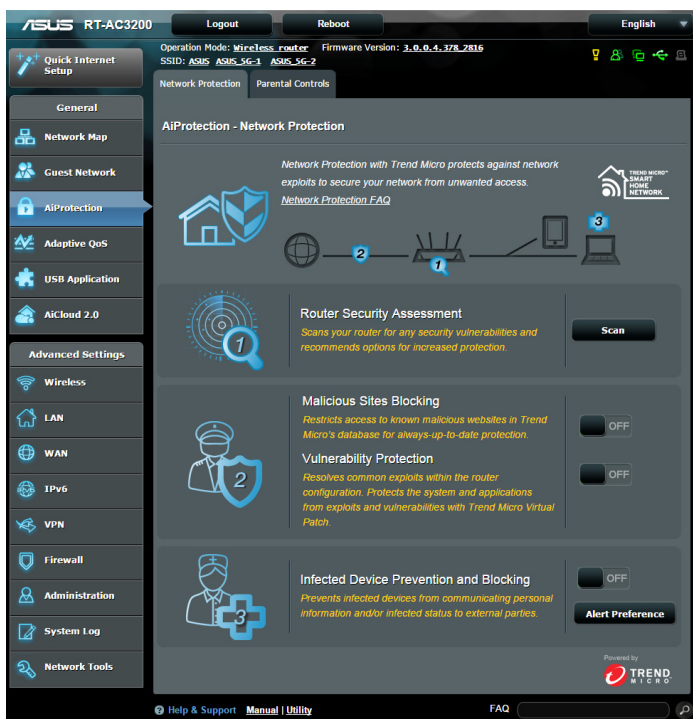 ASUS RT-AC3200
Logout
Reboot
English
Quick Internet
Setup
Operation Mode: Wireless router Firmware Version: 3.0.0.4.378_2816
SSID: ASUS ASUS_5G-1 ASUS_5G-2
Network Protection
Parental Controls
General
Network Map
Guest Network
AiProtection
Adaptive QoS
USB Application
AiCloud 2.0
Advanced Settings
Wireless
LAN
WAN
IPv6
VPN
Firewall
Administration
System Log
Network Tools
AiProtection - Network Protection
Network Protection with Trend Micro protects against network
exploits to secure your network from unwanted access.
Network Protection FAQ
TREND MICRO™
SMART
HOME
NETWORK
2
1
3
1
Router Security Assessment
Scans your router for any security vulnerabilities and
recommends options for increased protection.
Scan
2
Malicious Sites Blocking
Restricts access to known malicious websites in Trend
Micro's database for always-up-to-date protection.
OFF
Vulnerability Protection
Resolves common exploits within the router
configuration. Protects the system and applications
from exploits and vulnerabilities with Trend Micro Virtual
Patch.
OFF
3
Infected Device Prevention and Blocking
Prevents infected devices from communicating personal
information and/or infected status to external parties.
OFF
Alert Preference
Powered by
TREND
MICRO
Help & Support Manual | Utility
FAQ